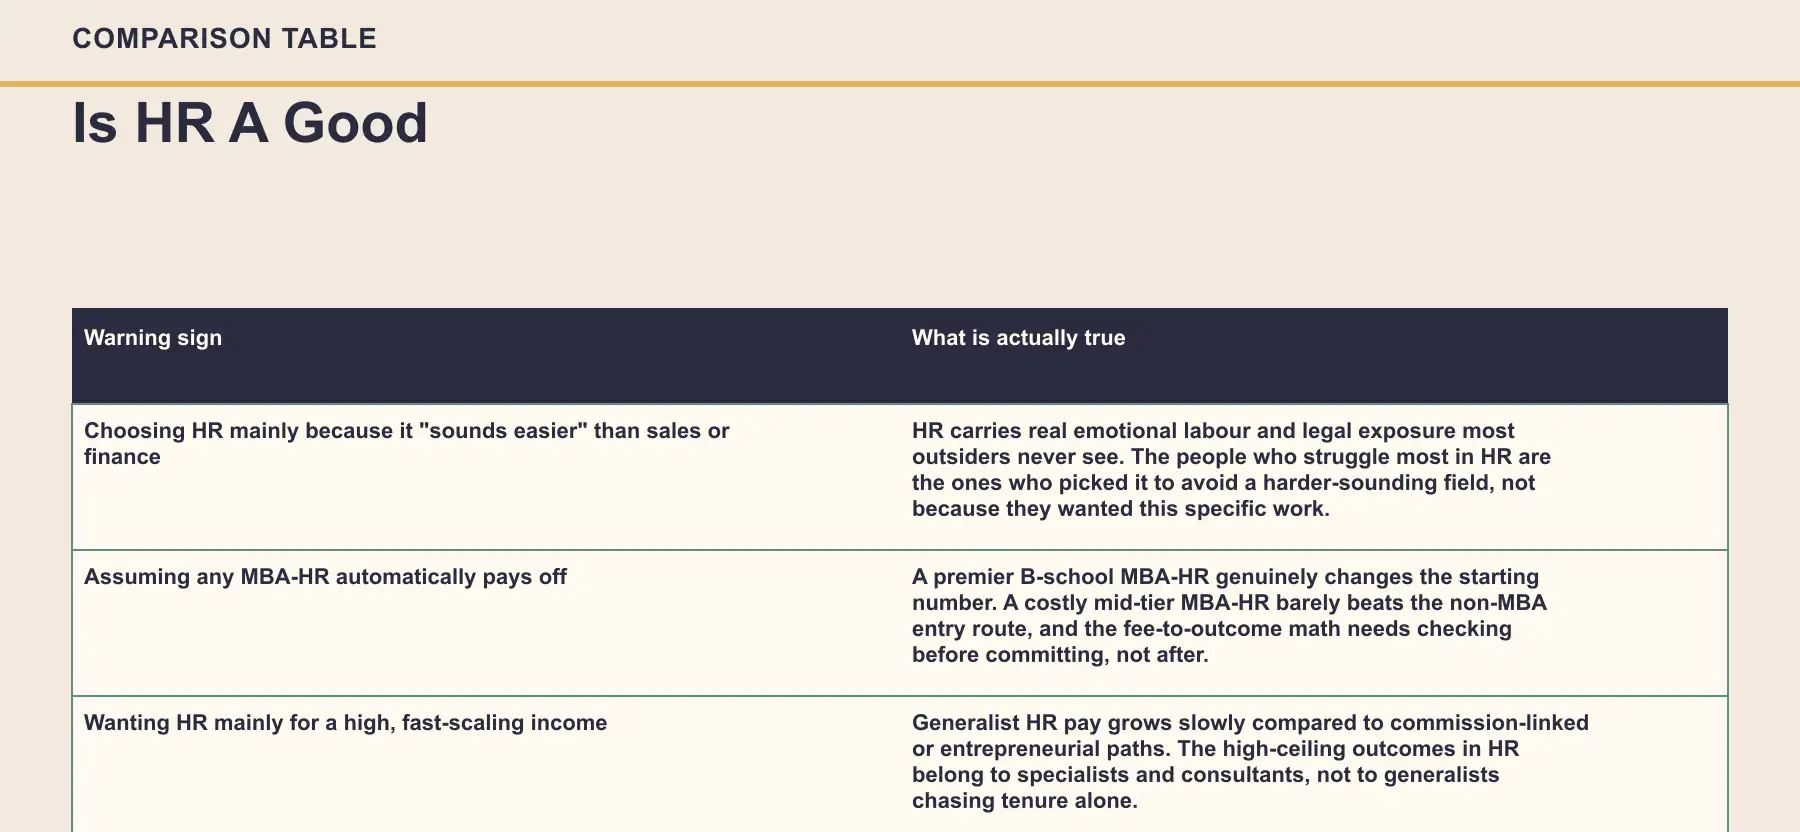 COMPARISON TABLE
Is HR A Good
Warning sign
What is actually true
Choosing HR mainly because it "sounds easier" than sales or
finance
HR carries real emotional labour and legal exposure most
outsiders never see. The people who struggle most in HR are
the ones who picked it to avoid a harder-sounding field, not
because they wanted this specific work.
Assuming any MBA-HR automatically pays off
A premier B-school MBA-HR genuinely changes the starting
number. A costly mid-tier MBA-HR barely beats the non-MBA
entry route, and the fee-to-outcome math needs checking
before committing, not after.
Wanting HR mainly for a high, fast-scaling income
Generalist HR pay grows slowly compared to commission-linked
or entrepreneurial paths. The high-ceiling outcomes in HR
belong to specialists and consultants, not to generalists
chasing tenure alone.